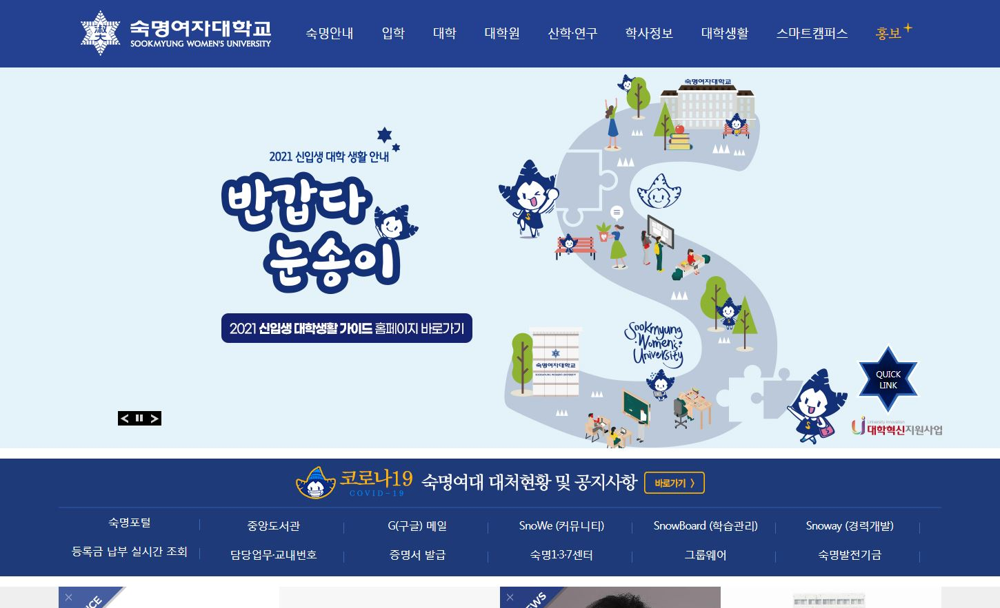 숙명여자대학교
SOOKMYUNG WOMEN'S UNIVERSITY
숙명안내 입학 대학 대학원 산학·연구 학사정보 대학생활 스마트캠퍼스 홍보
숙명여자대학교
2021 신입생 대학 생활 안내
반갑다
눈송이
2021 신입생 대학생활 가이드 홈페이지 바로가기
Sookmyung
Women's
University
숙명여자대학교
SOOKMYUNG WOMEN'S UNIVERSITY
QUICK
LINK
University Innovation
대학혁신지원사업
코로나19 숙명여대 대처현황 및 공지사항 바로가기 〉
COVID-19
숙명포털 중앙도서관 G(구글) 메일 SnoWe (커뮤니티) SnowBoard (학습관리) Snoway (경력개발)
등록금 납부 실시간 조회 담당업무·교내번호 증명서 발급 숙명1·3·7센터 그룹웨어 숙명발전기금